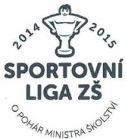 2014
2015
SPORTOVNÍ
LIGA ZŠ
O POHÁR MINISTRA ŠKOLSTVÍ